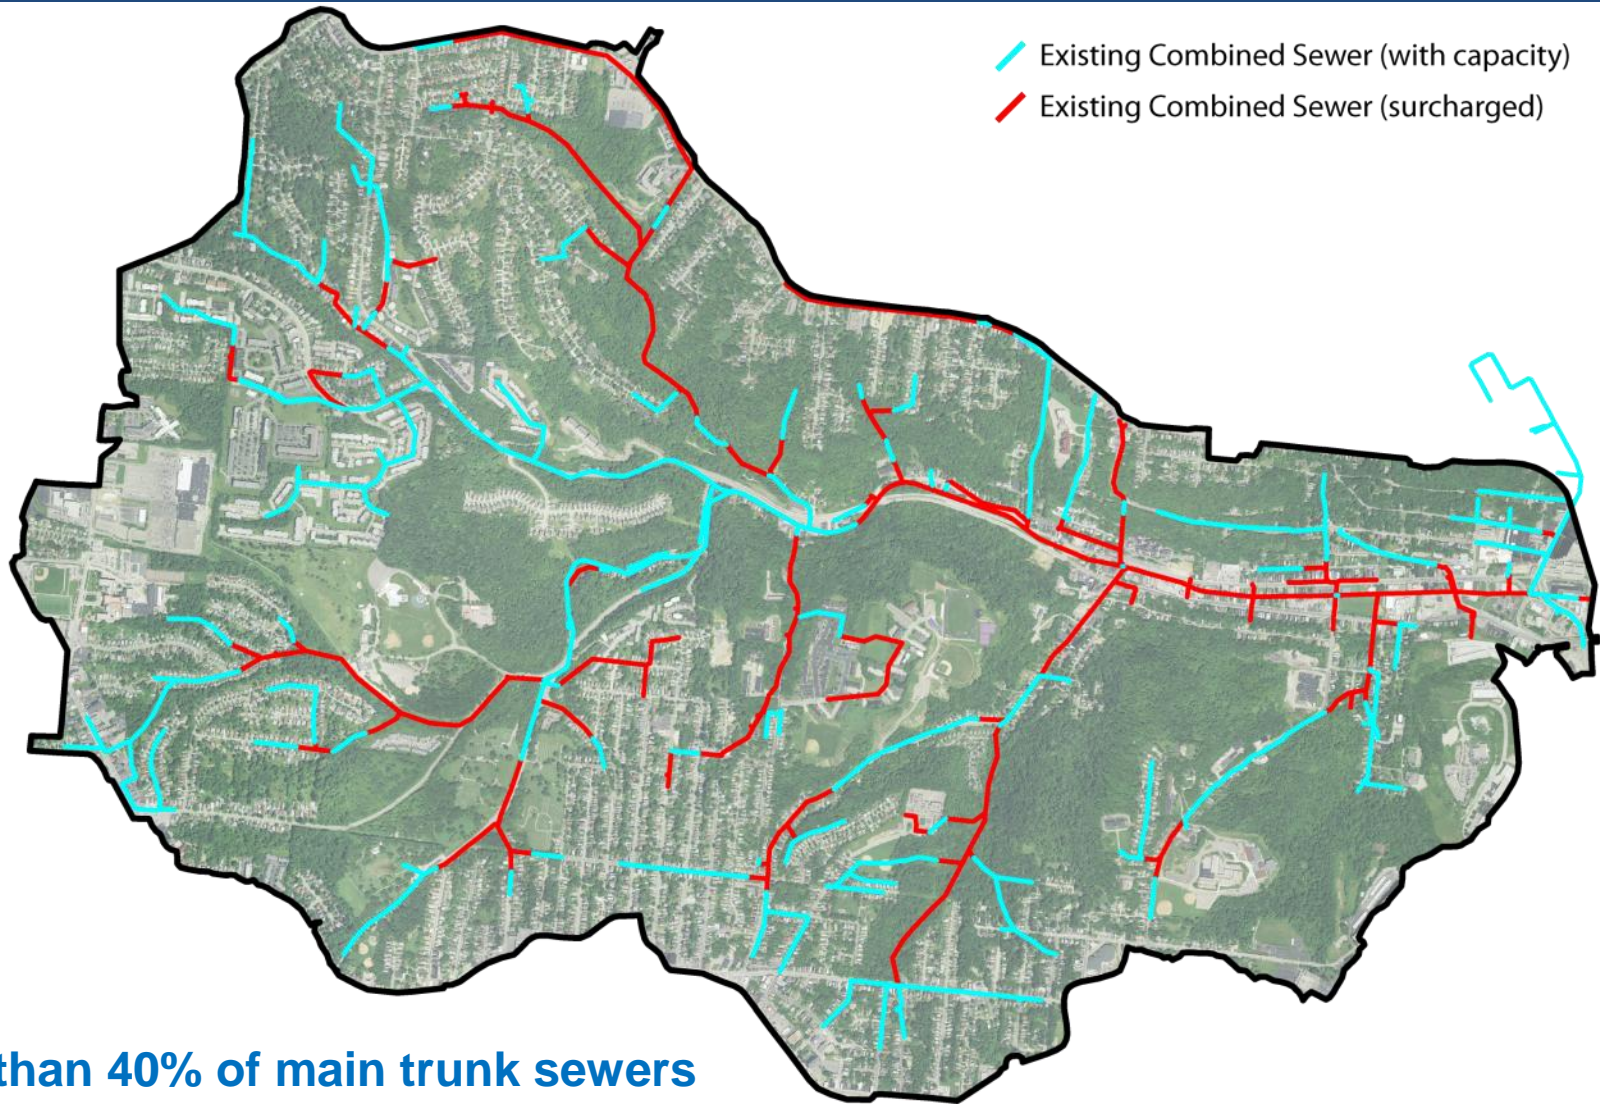 Existing Combined Sewer (with capacity)
Existing Combined Sewer (surcharged)
than 40% of main trunk sewers